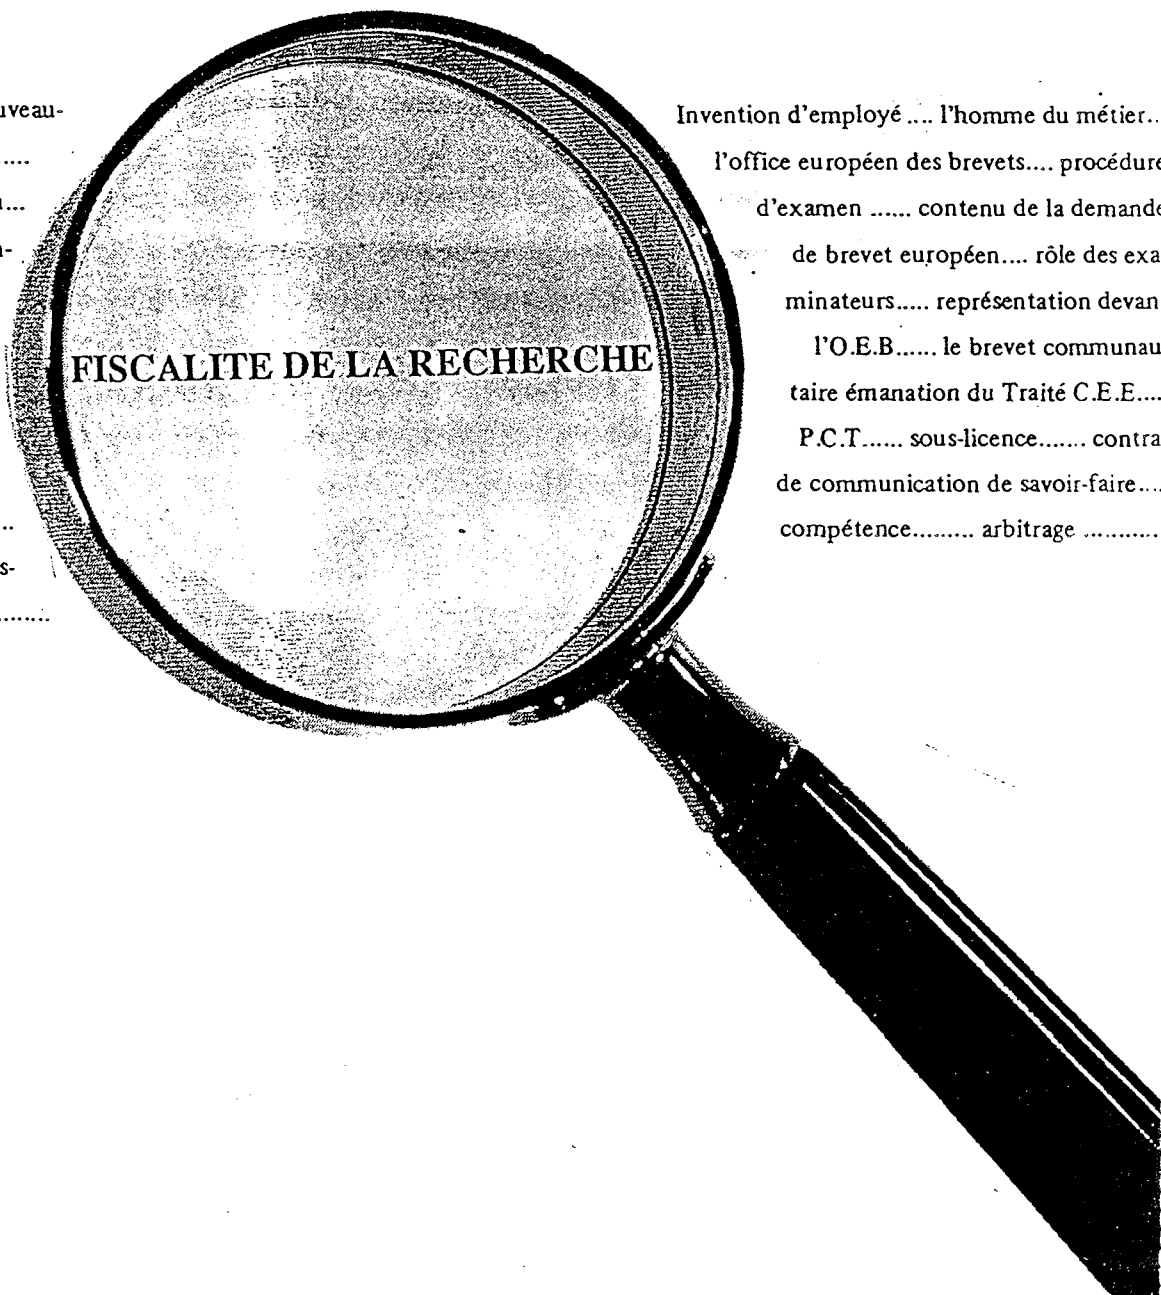 uveau-
.....
u...
n-
FISCALITE DE LA RECHERCHE
...
s-
.........
Invention d'employé .... l'homme du métier..
l'office européen des brevets.... procédure
d'examen ...... contenu de la demande
de brevet européen.... rôle des exa
minateurs..... représentation devan
l'O.E.B...... le brevet communau
taire émanation du Traité C.E.E....
P.C.T...... sous-licence....... contra
de communication de savoir-faire....
compétence......... arbitrage ...........